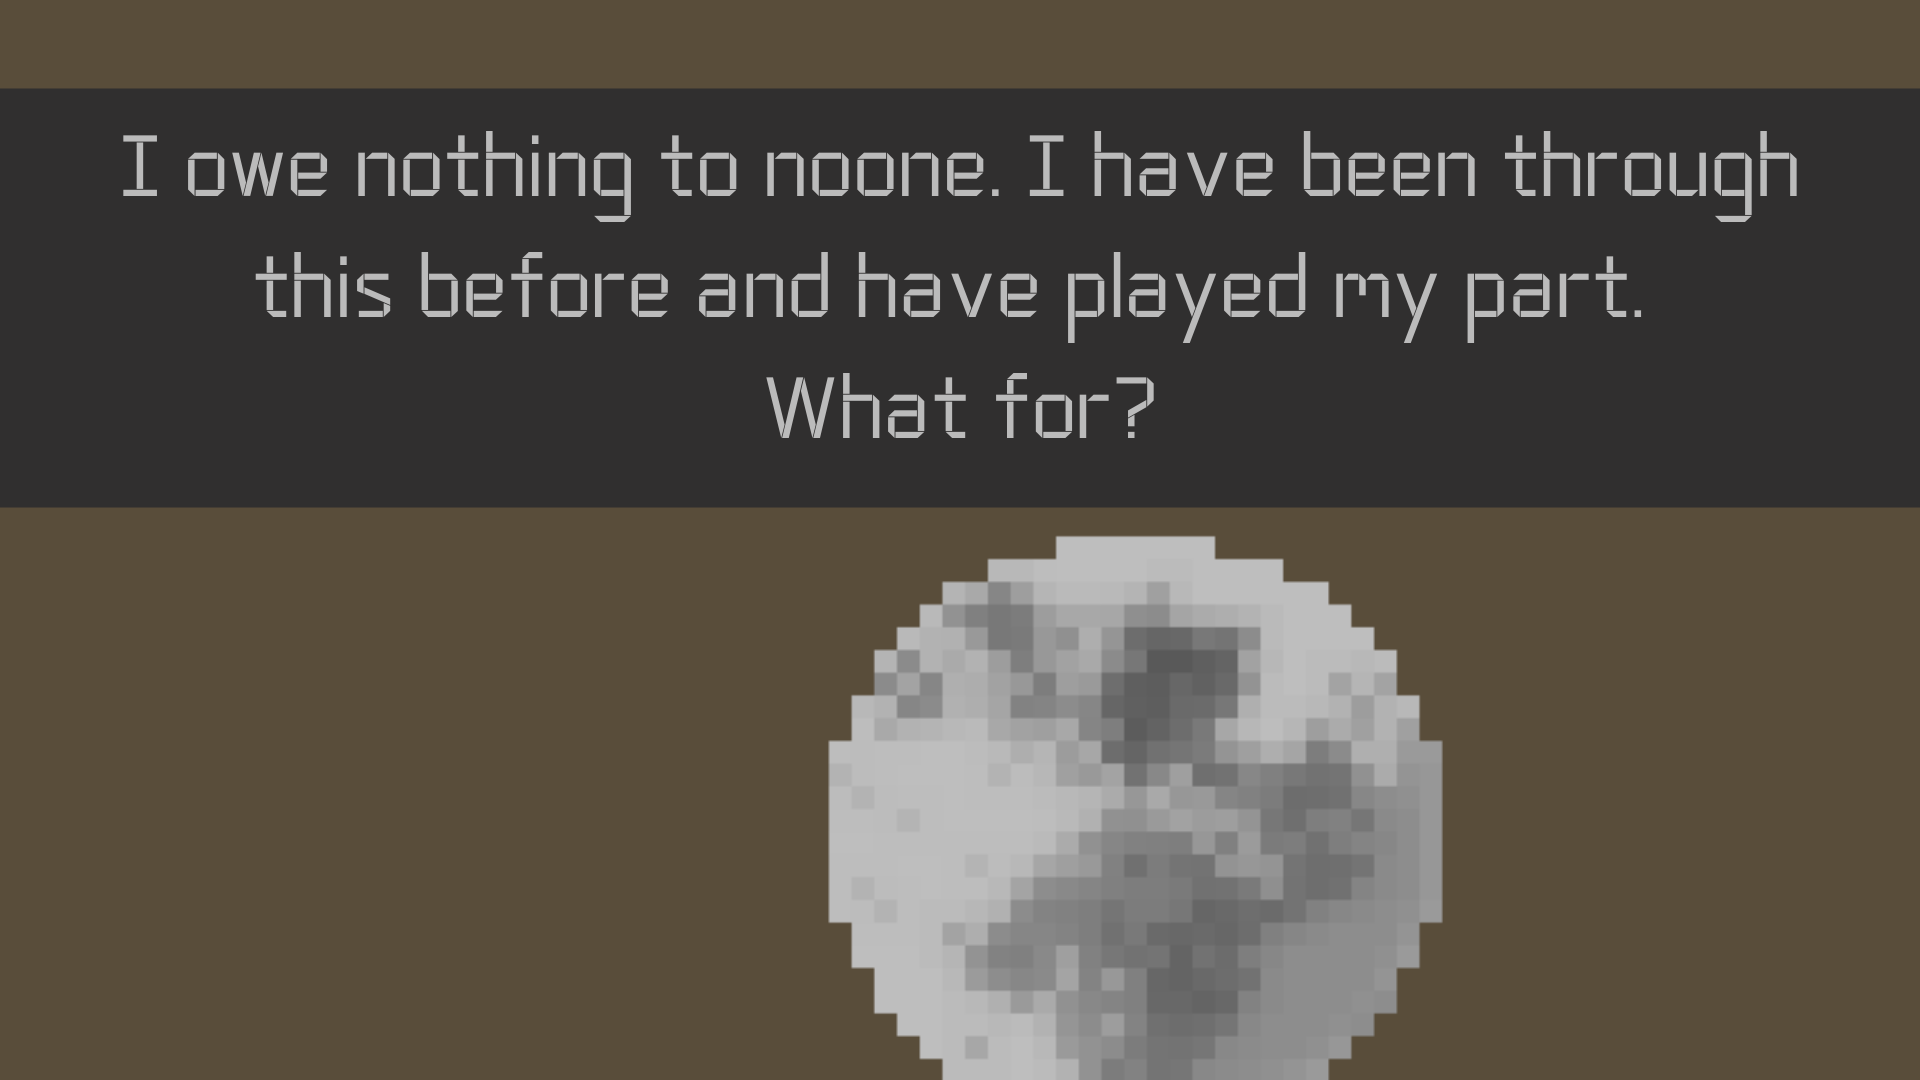 I owe nothing to noone. I have been through
this before and have played my part.
What for?